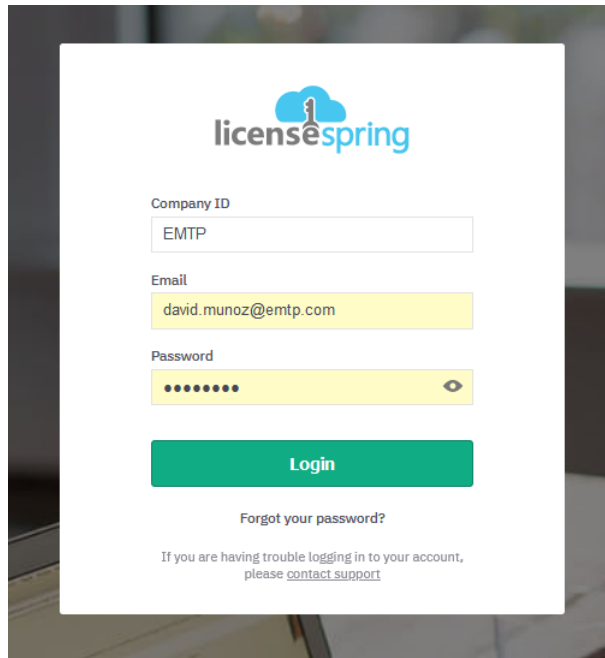 licensespring
Company ID
EMTP
Email
david.munoz@emtp.com
Password
••••••••
Login
Forgot your password?
If you are having trouble logging in to your account,
please contact support